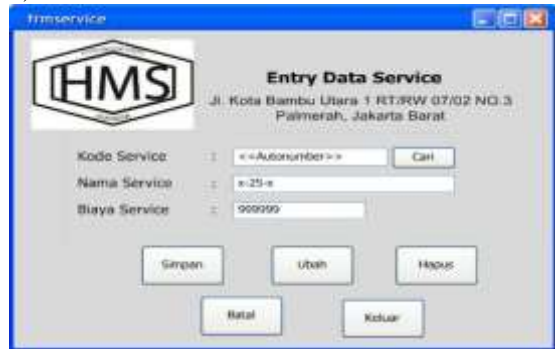 frmservice
HMS
Entry Data Service
Jl. Kota Bambu Utara 1 RT/RW 07/02 NO.3
Palmerah, Jakarta Barat
Kode Service : <<Autonumber>> Cari
Nama Service : x-25-x
Biaya Service : 999999
Simpan Ubah Hapus
Batal Keluar